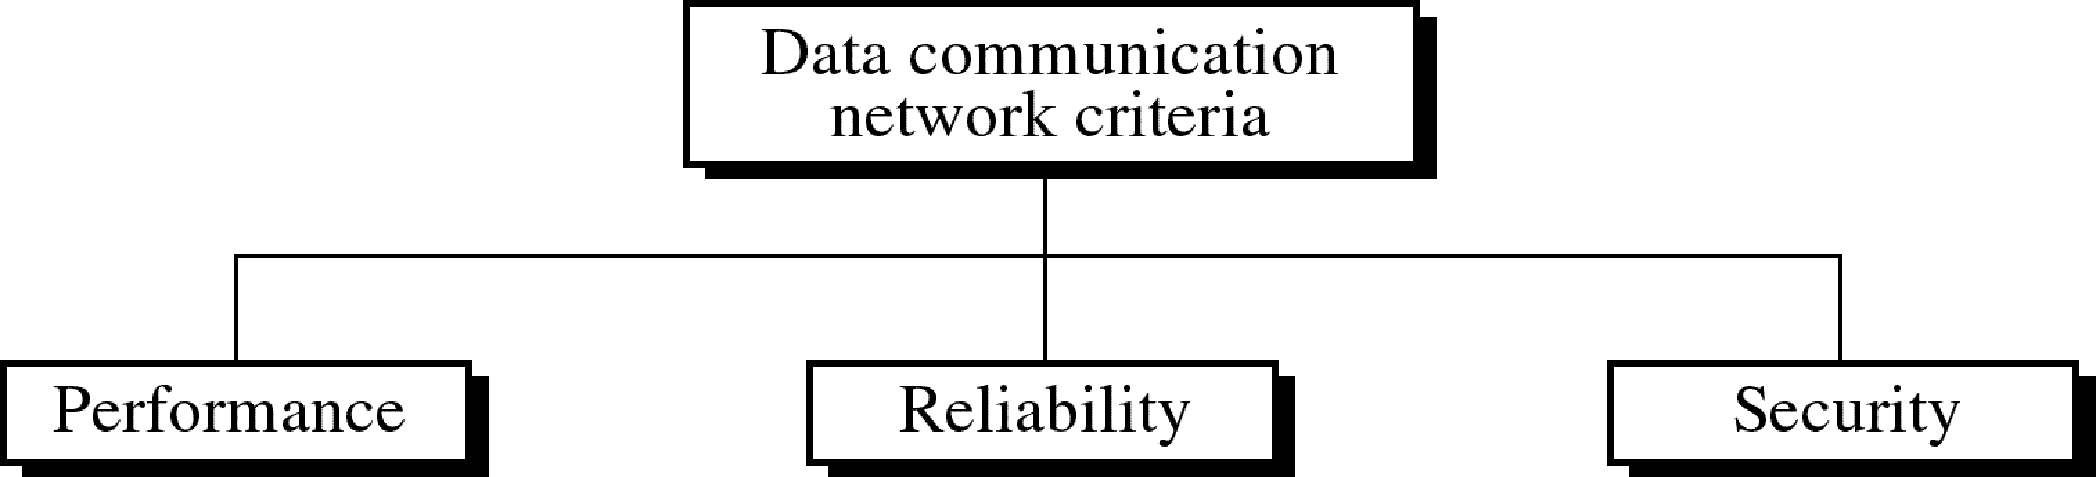 Data communication
network criteria
Performance
Reliability
Security